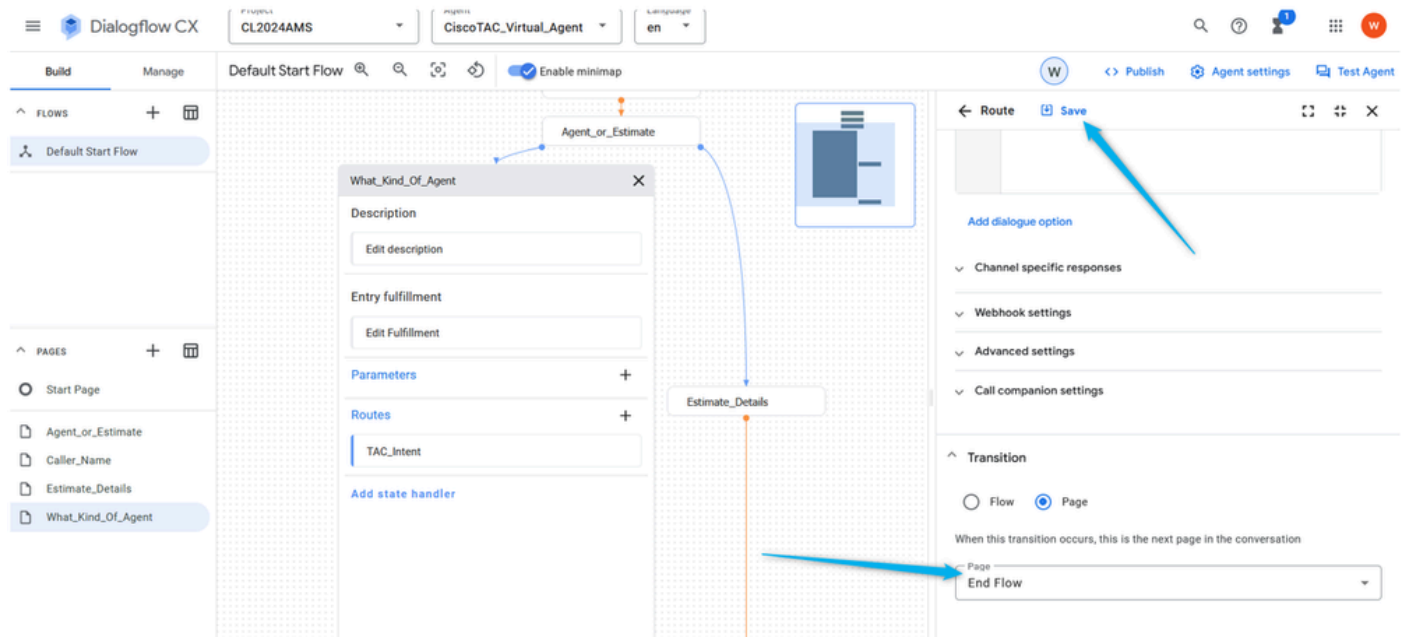 Project
Agent
Language
Dialogflow CX
CL2024AMS
CiscoTAC_Virtual_Agent
en
1
W
Build
Manage
Default Start Flow
Enable minimap
W
<> Publish
Agent settings
Test Agent
FLOWS
Default Start Flow
PAGES
Start Page
Agent_or_Estimate
Caller_Name
Estimate_Details
What_Kind_Of_Agent
Agent_or_Estimate
What_Kind_Of_Agent
Description
Edit description
Entry fulfillment
Edit Fulfillment
Parameters
Routes
TAC_Intent
Add state handler
Estimate_Details
Route
Save
Add dialogue option
Channel specific responses
Webhook settings
Advanced settings
Call companion settings
Transition
Flow
Page
When this transition occurs, this is the next page in the conversation
Page
End Flow